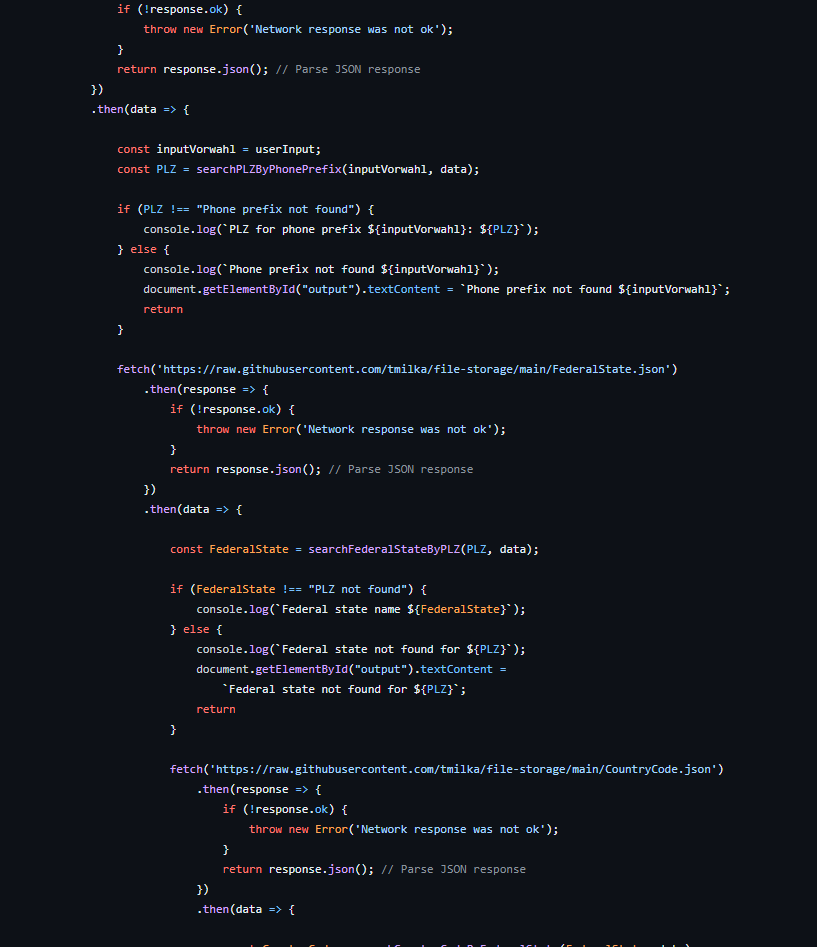 if (!response.ok) {
throw new Error('Network response was not ok');
}
return response.json(); // Parse JSON response
})
.then(data => {
const inputVorwahl = userInput;
const PLZ = searchPLZByPhonePrefix(inputVorwahl, data);
if (PLZ !== "Phone prefix not found") {
console.log(`PLZ for phone prefix ${inputVorwahl}: ${PLZ}`);
} else {
console.log(`Phone prefix not found ${inputVorwahl}`);
document.getElementById("output").textContent = `Phone prefix not found ${inputVorwahl}`;
return
}
fetch('https://raw.githubusercontent.com/tmilka/file-storage/main/FederalState.json')
.then(response => {
if (!response.ok) {
throw new Error('Network response was not ok');
}
return response.json(); // Parse JSON response
})
.then(data => {
const FederalState = searchFederalStateByPLZ(PLZ, data);
if (FederalState !== "PLZ not found") {
console.log(`Federal state name ${FederalState}`);
} else {
console.log(`Federal state not found for ${PLZ}`);
document.getElementById("output").textContent =
`Federal state not found for ${PLZ}`;
return
}
fetch('https://raw.githubusercontent.com/tmilka/file-storage/main/CountryCode.json')
.then(response => {
if (!response.ok) {
throw new Error('Network response was not ok');
}
return response.json(); // Parse JSON response
})
.then(data => {